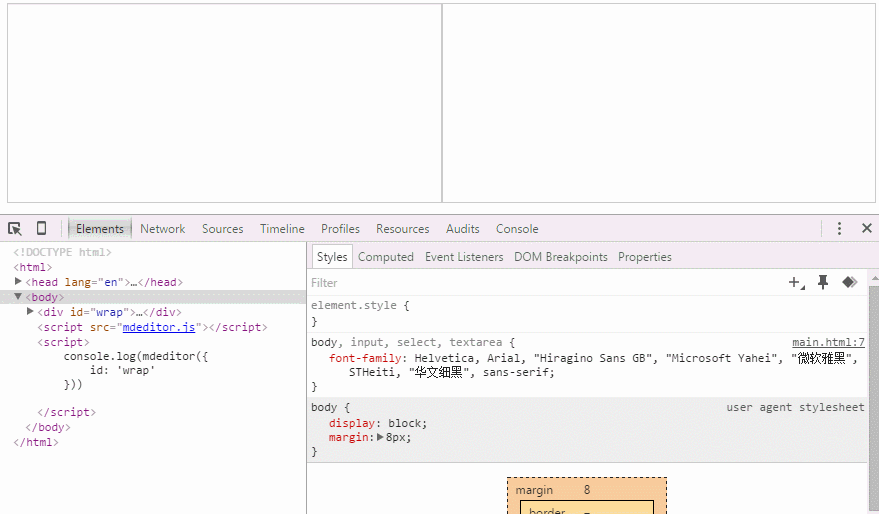 Elements Network Sources Timeline Profiles Resources Audits Console
<!DOCTYPE html>
<html>
<head lang="en">…</head>
<body>
<div id="wrap">…</div>
<script src="mdeditor.js"></script>
<script>
console.log(mdeditor({
id: 'wrap'
}))
</script>
</body>
</html>
Styles Computed Event Listeners DOM Breakpoints Properties
Filter
element.style {
}
body, input, select, textarea { main.html:7
font-family: Helvetica, Arial, "Hiragino Sans GB", "Microsoft Yahei", "微软雅黑",
STHeiti, "华文细黑", sans-serif;
}
body { user agent stylesheet
display: block;
margin: 8px;
}
margin 8
border –